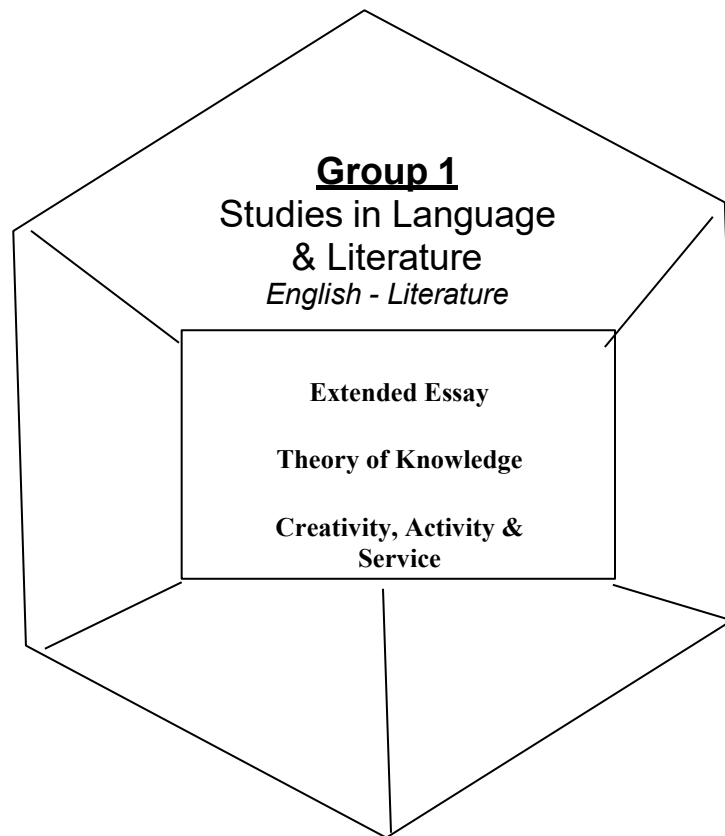 Group 1
Studies in Language
& Literature
English - Literature
Extended Essay
Theory of Knowledge
Creativity, Activity &
Service